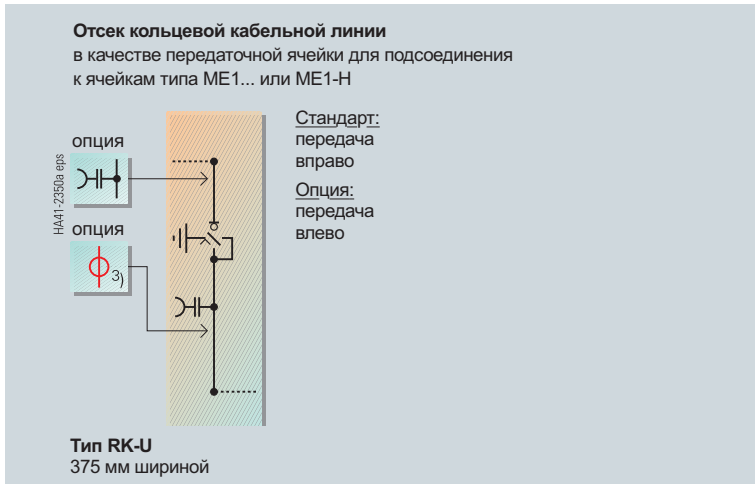 Отсек кольцевой кабельной линии
в качестве передаточной ячейки для подсоединения
к ячейкам типа ME1... или ME1-H
Стандарт:
передача
вправо
Опция:
передача
влево
опция
HA41-2350a eps
опция
3)
Тип RK-U
375 мм шириной